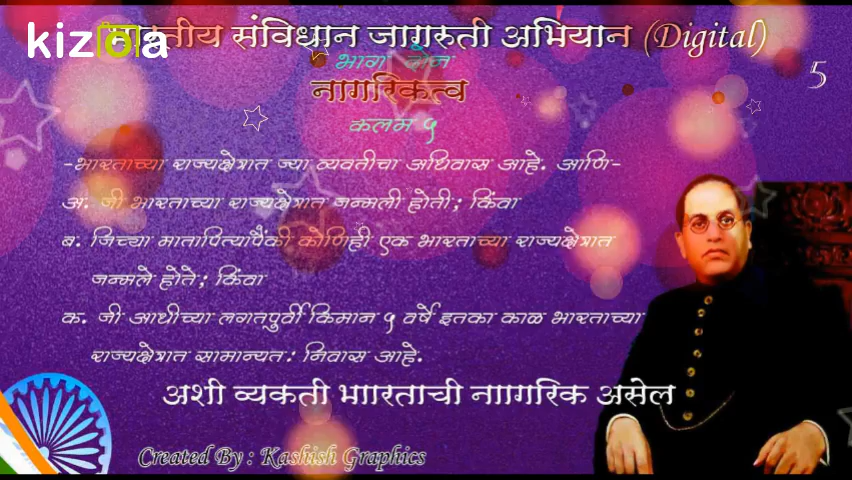 kizoa
भारतीय संविधान जागरुती अभियान (Digital)
भाग दोन
5
नागरिकत्व
कलम ५
-भारताच्या राज्यक्षेत्रात ज्या व्यक्तीचा अधिवास आहे. आणि-
अ. जी भारताच्या राज्यक्षेत्रात जन्मली होती; किंवा
ब. जिच्या मातापित्यापैंकी कोणिही एक भारताच्या राज्यक्षेत्रात
जन्मले होते; किंवा
क. जी आधीच्या लगतपुर्वी किमान ५ वर्षे इतका काळ भारताच्या
राज्यक्षेत्रात सामान्यत: निवास आहे.
अशी व्यकती भाारताची नाागरिक असेल
Created By : Kashish Graphics